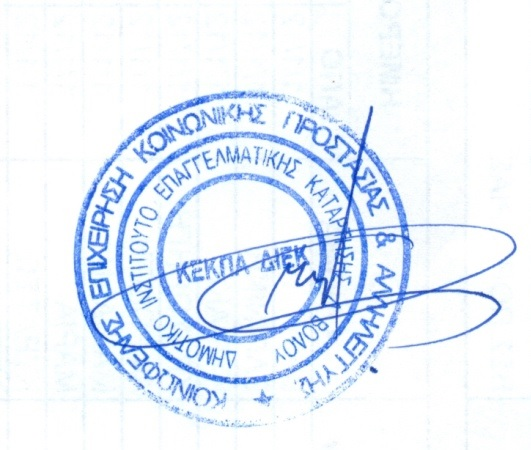 ΚΟΙΝΩΦΕΛΗΣ ΕΠΙΧΕΙΡΗΣΗ ΚΟΙΝΩΝΙΚΗΣ ΠΡΟΣΤΑΣΙΑΣ & ΑΛΛΗΛΕΓΓΥΗΣ
ΔΗΜΟΤΙΚΟ ΙΝΣΤΙΤΟΥΤΟ ΕΠΑΓΓΕΛΜΑΤΙΚΗΣ ΚΑΤΑΡΤΙΣΗΣ ΒΟΛΟΥ
ΚΕΚΠΑ ΔΙΕΚ